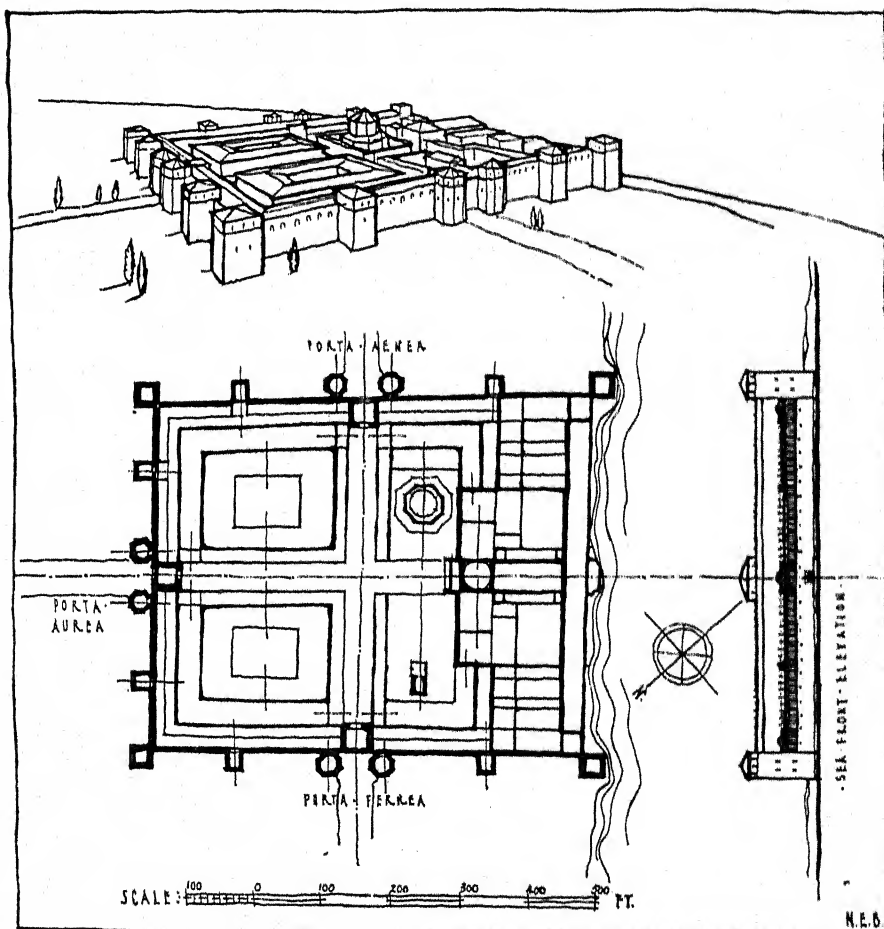 PORTA·AENEA
PORTA·
AUREA
PORTA·FERREA
N
·SEA·FRONT·ELEVATION·
SCALE:
100 0 100 200 300 400 500 FT.
N.E.B.